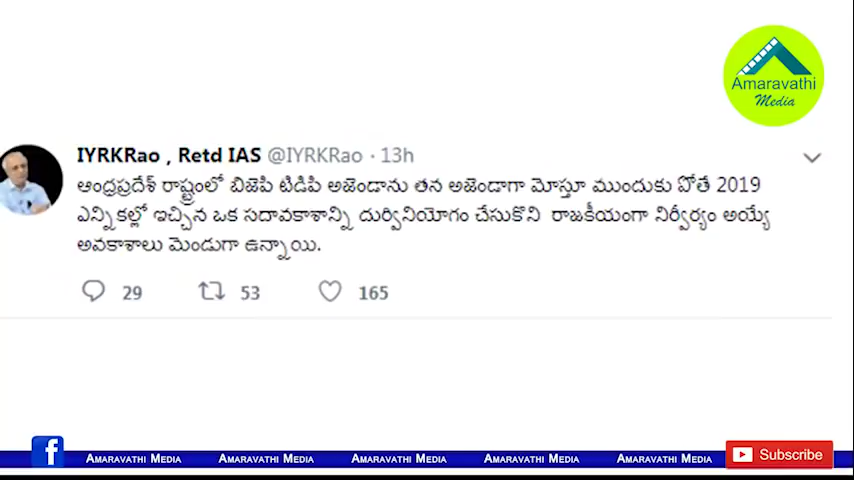 Amaravathi
Media
IYRKRao , Retd IAS @IYRKRao · 13h
ఆంధ్రప్రదేశ్ రాష్ట్రంలో బిజెపి టిడిపి అజెండాను తన అజెండాగా మోస్తూ ముందుకు పోతే 2019
ఎన్నికల్లో ఇచ్చిన ఒక సదావకాశాన్ని దుర్వినియోగం చేసుకొని రాజకీయంగా నిర్వీర్యం అయ్యే
అవకాశాలు మెండుగా ఉన్నాయి.
29 53 165
f AMARAVATHI MEDIA AMARAVATHI MEDIA AMARAVATHI MEDIA AMARAVATHI MEDIA AMARAVATHI MEDIA Subscribe